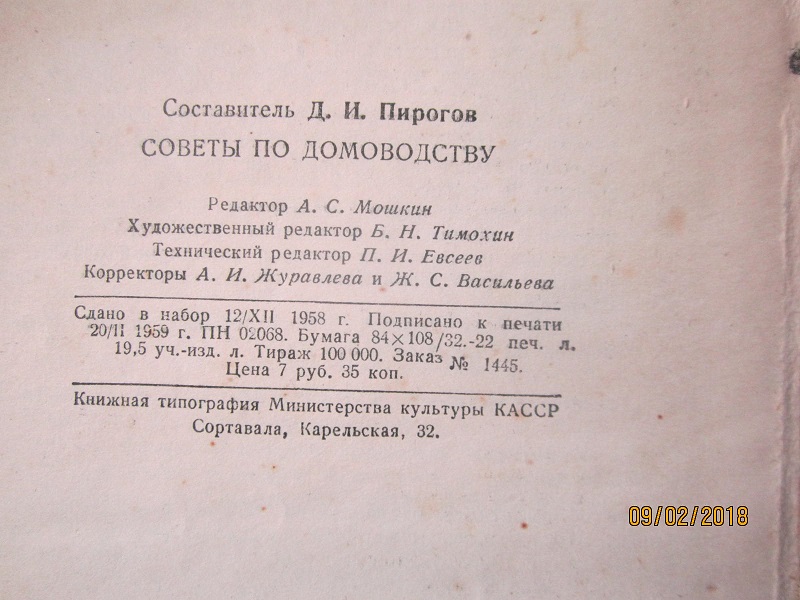 Составитель Д. И. Пирогов
СОВЕТЫ ПО ДОМОВОДСТВУ
Редактор А. С. Мошкин
Художественный редактор Б. Н. Тимохин
Технический редактор П. И. Евсеев
Корректоры А. И. Журавлева и Ж. С. Васильева
Сдано в набор 12/XII 1958 г. Подписано к печати
20/II 1959 г. ПН 02068. Бумага 84×108/32.-22 печ. л.
19,5 уч.-изд. л. Тираж 100 000. Заказ № 1445.
Цена 7 руб. 35 коп.
Книжная типография Министерства культуры КАССР
Сортавала, Карельская, 32.
09/02/2018